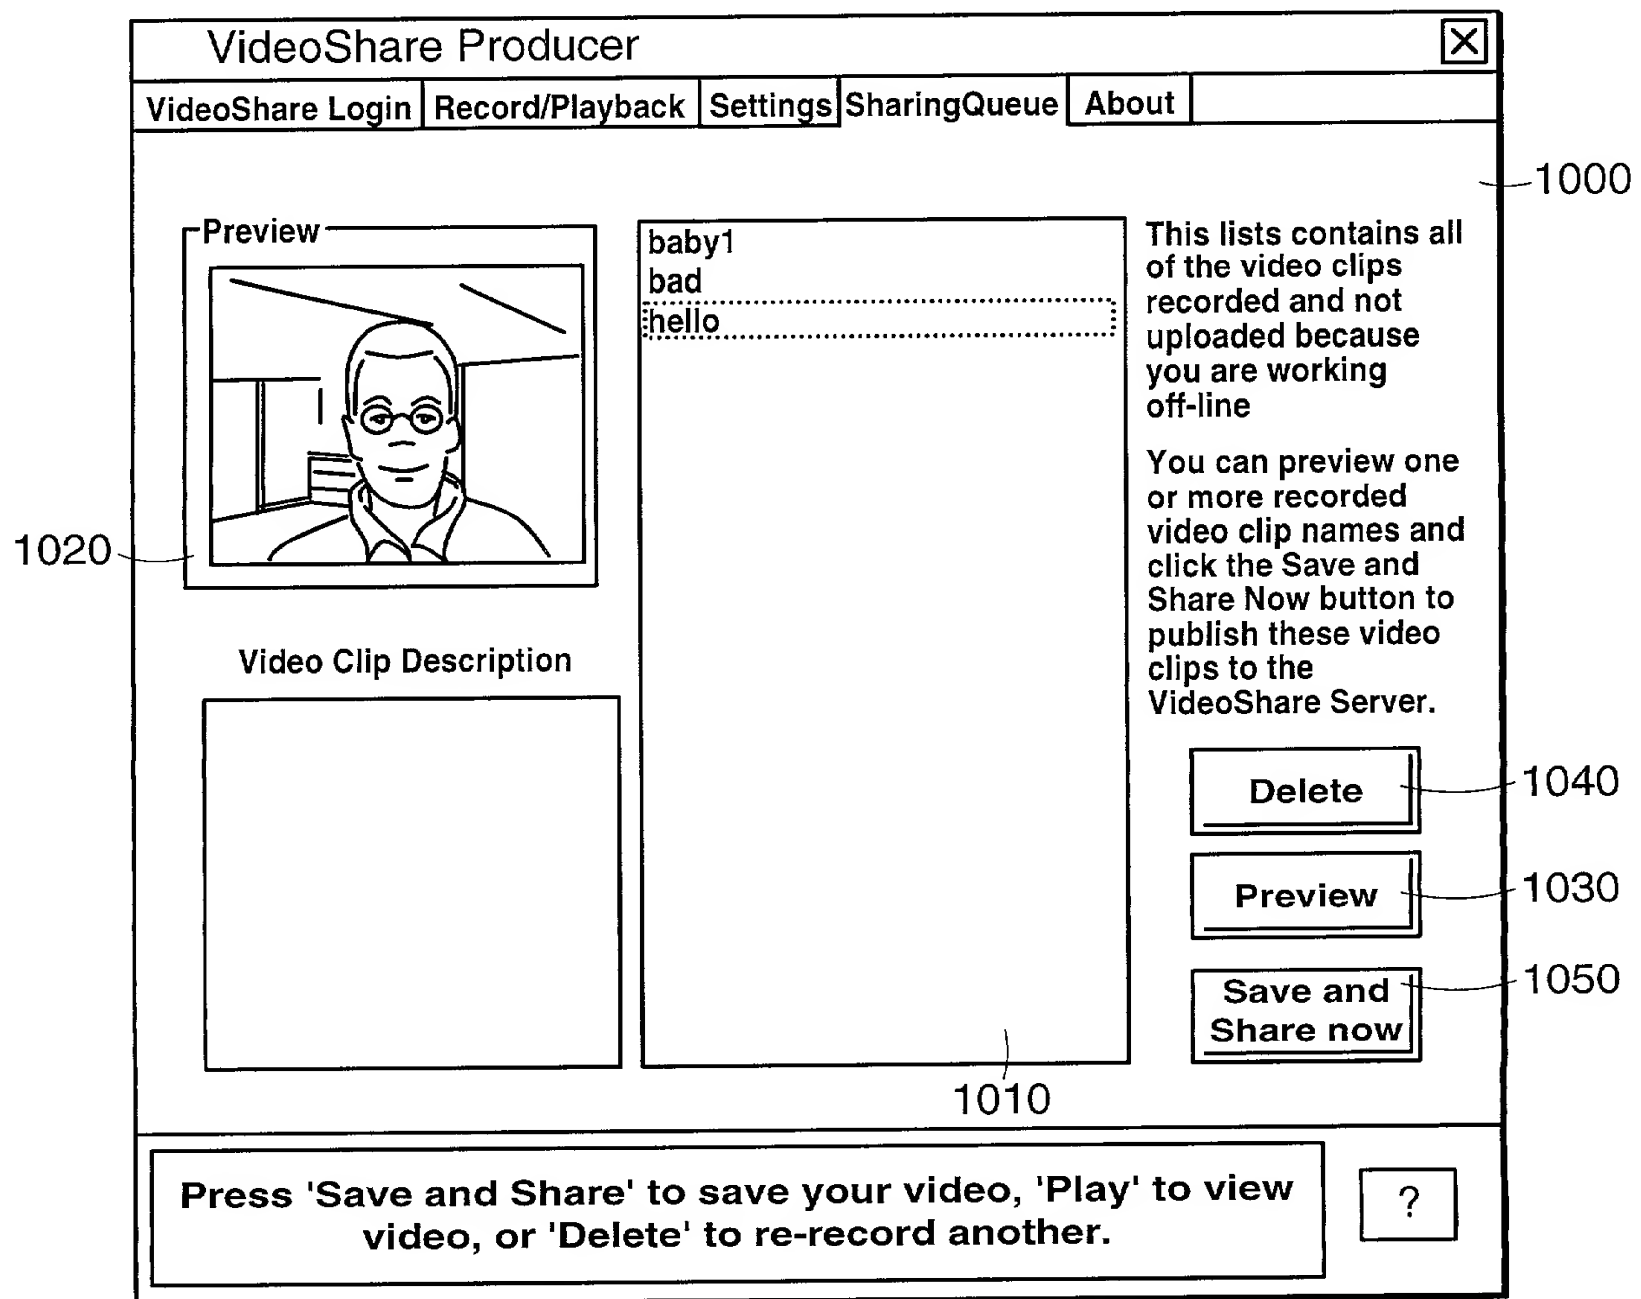 VideoShare Producer
VideoShare Login Record/Playback Settings SharingQueue About
1000
Preview
1020
Video Clip Description
baby1
bad
hello
1010
This lists contains all
of the video clips
recorded and not
uploaded because
you are working
off-line
You can preview one
or more recorded
video clip names and
click the Save and
Share Now button to
publish these video
clips to the
VideoShare Server.
Delete
1040
Preview
1030
Save and
Share now
1050
Press 'Save and Share' to save your video, 'Play' to view
video, or 'Delete' to re-record another.
?